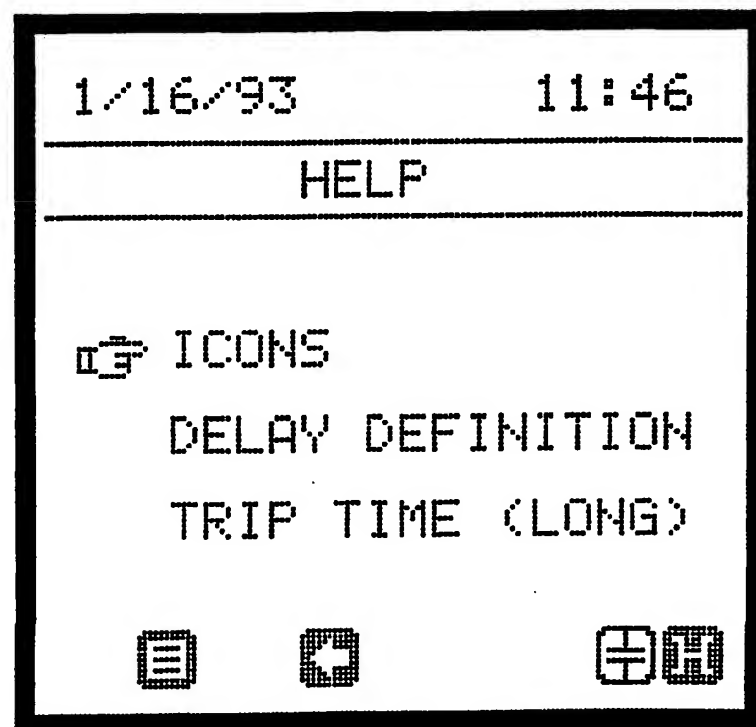 1/16/93 11:46
HELP
ICONS
DELAY DEFINITION
TRIP TIME (LONG)
H